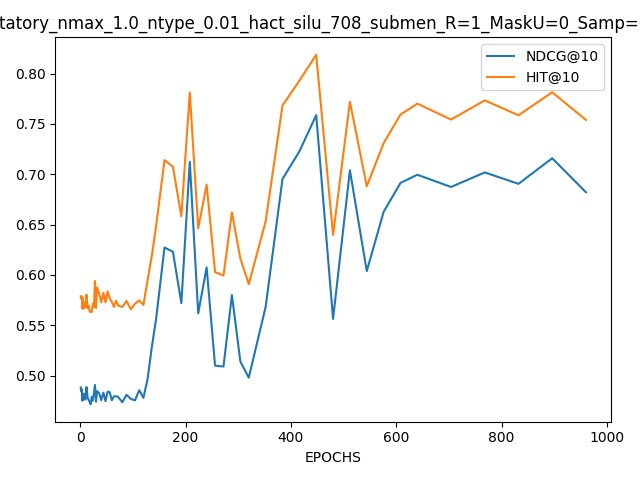 tatory_nmax_1.0_ntype_0.01_hact_silu_708_submen_R=1_MaskU=0_Samp=
NDCG@10
HIT@10
0.80
0.75
0.70
0.65
0.60
0.55
0.50
0 200 400 600 800 1000
EPOCHS